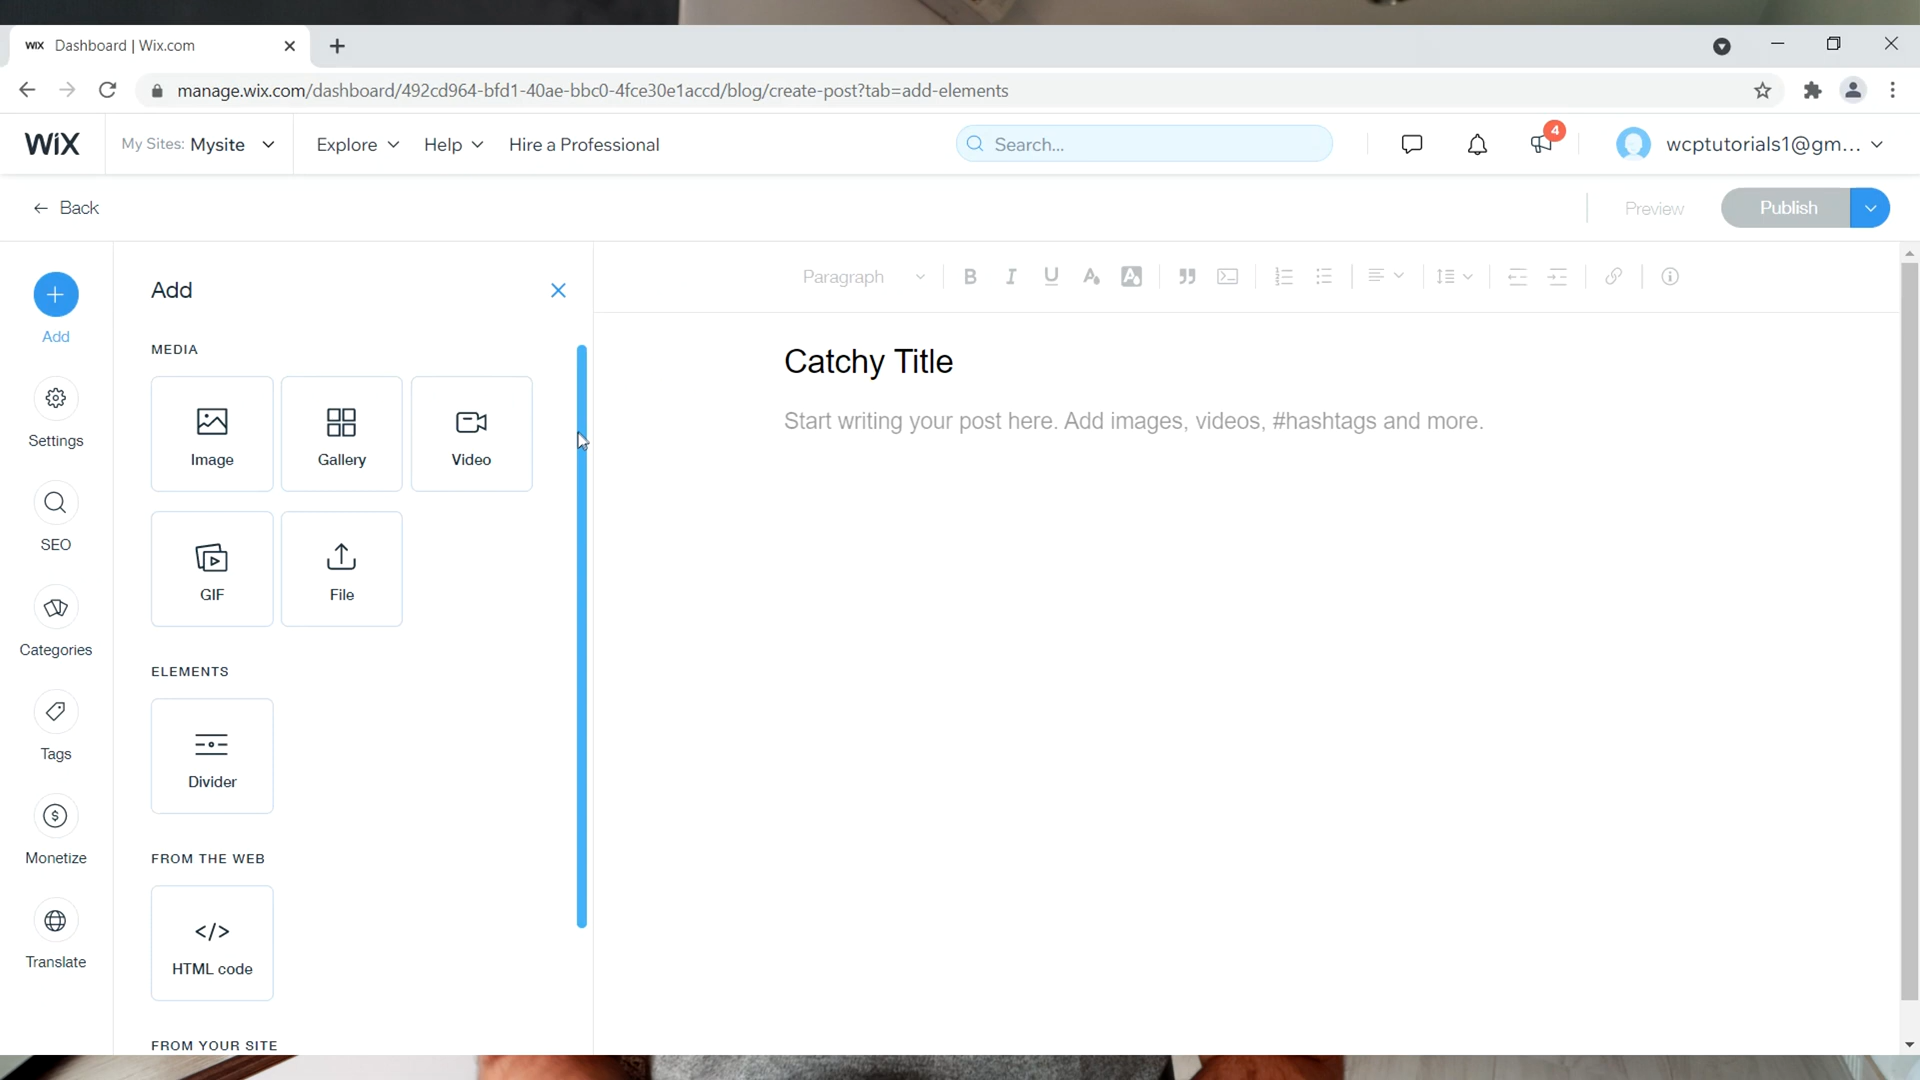 WIX Dashboard | Wix.com
manage.wix.com/dashboard/492cd964-bfd1-40ae-bbc0-4fce30e1accd/blog/create-post?tab=add-elements
WiX My Sites: Mysite Explore Help Hire a Professional Search... 4 wcptutorials1@gm...
Back Preview Publish
Add
Add
MEDIA
Image Gallery Video
GIF File
ELEMENTS
Divider
FROM THE WEB
</> HTML code
FROM YOUR SITE
Settings
SEO
Categories
Tags
$ Monetize
Translate
Paragraph B I U A A
Catchy Title
Start writing your post here. Add images, videos, #hashtags and more.